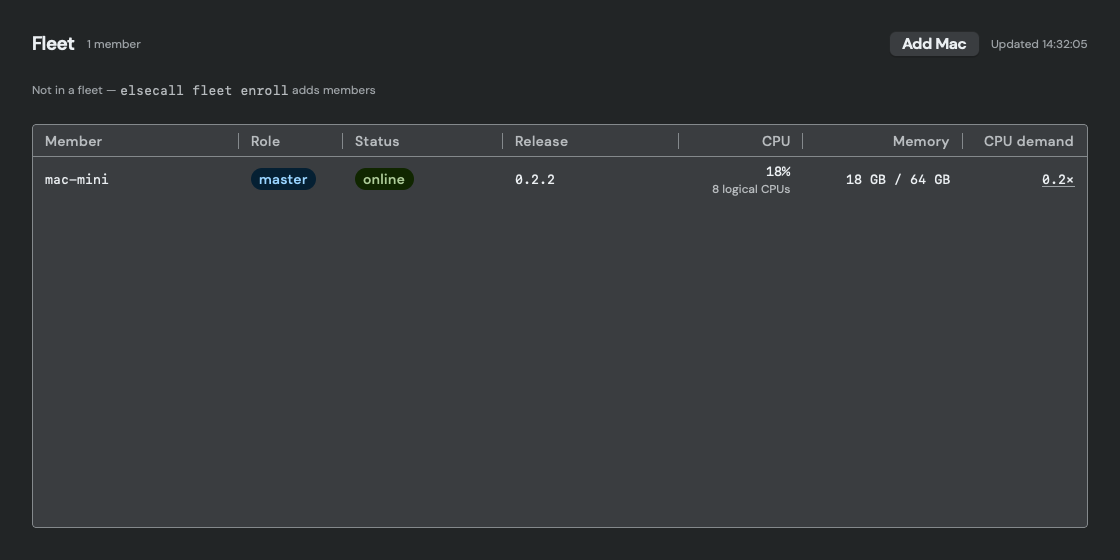 Fleet 1 member Add Mac Updated 14:32:05
Not in a fleet — elsecall fleet enroll adds members
Member Role Status Release CPU Memory CPU demand
mac-mini master online 0.2.2 18% 18 GB / 64 GB 0.2×
8 logical CPUs